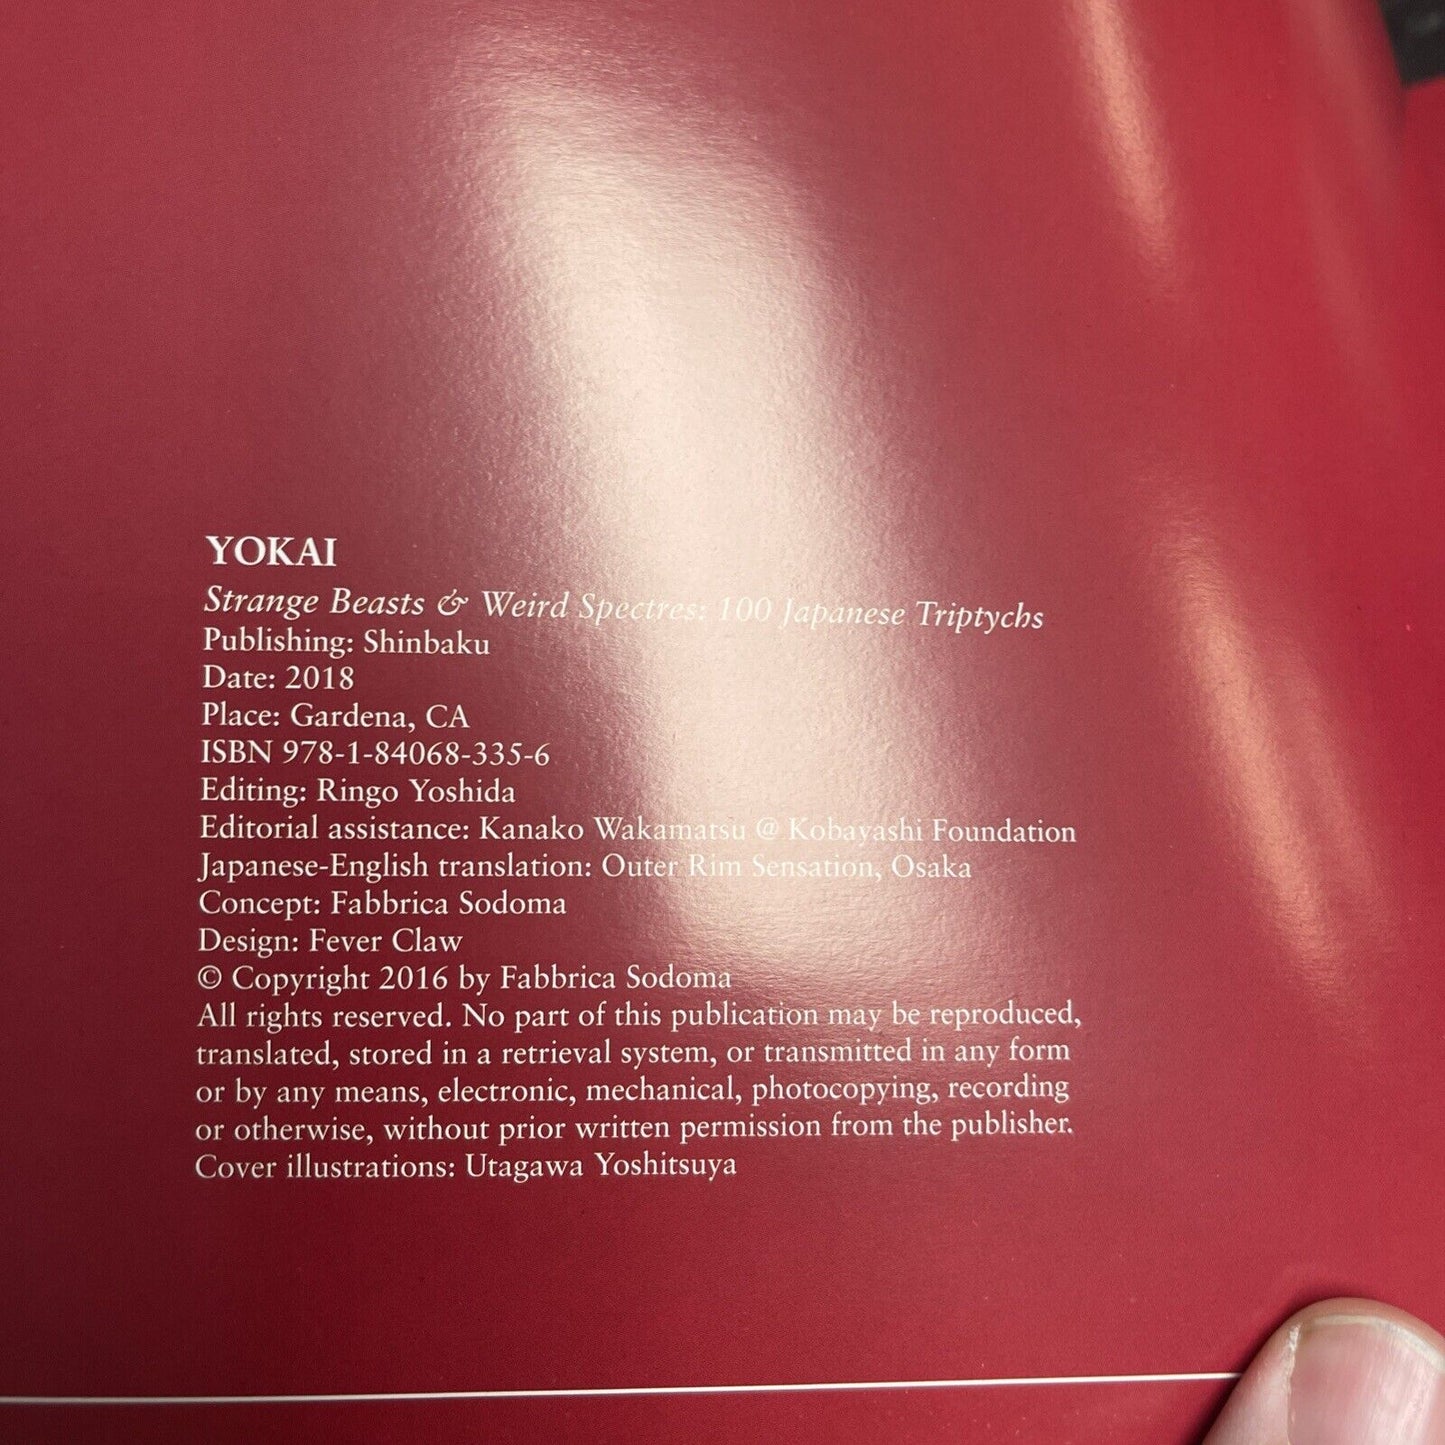 YOKAI
Strange Beasts & Weird Spectres: 100 Japanese Triptychs
Publishing: Shinbaku
Date: 2018
Place: Gardena, CA
ISBN 978-1-84068-335-6
Editing: Ringo Yoshida
Editorial assistance: Kanako Wakamatsu @ Kobayashi Foundation
Japanese-English translation: Outer Rim Sensation, Osaka
Concept: Fabbrica Sodoma
Design: Fever Claw
© Copyright 2016 by Fabbrica Sodoma
All rights reserved. No part of this publication may be reproduced,
translated, stored in a retrieval system, or transmitted in any form
or by any means, electronic, mechanical, photocopying, recording
or otherwise, without prior written permission from the publisher.
Cover illustrations: Utagawa Yoshitsuya